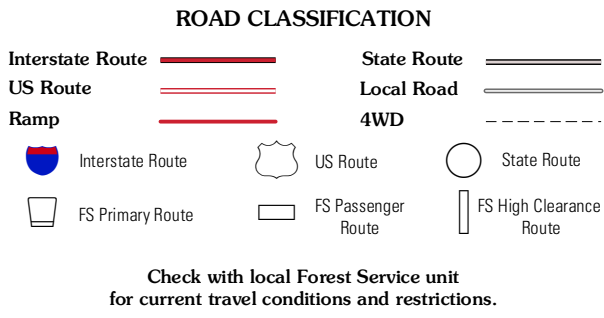 ROAD CLASSIFICATION
Interstate Route
State Route
US Route
Local Road
Ramp
4WD
Interstate Route
US Route
State Route
FS Primary Route
FS Passenger
Route
FS High Clearance
Route
Check with local Forest Service unit
for current travel conditions and restrictions.